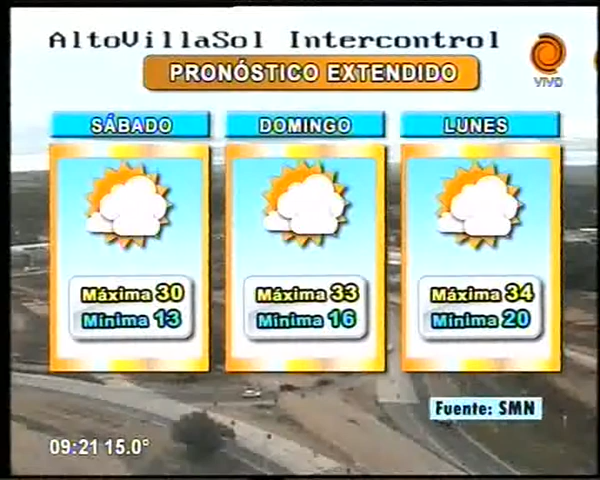 AltoVillaSol Intercontrol
PRONÓSTICO EXTENDIDO
VIVO
SÁBADO
DOMINGO
LUNES
Máxima 30
Mínima 13
Máxima 33
Mínima 16
Máxima 34
Mínima 20
Fuente: SMN
09:21 15.0°